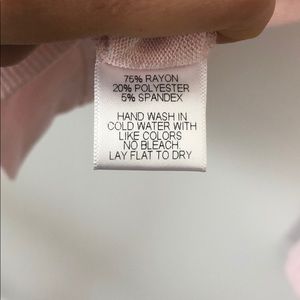 75% RAYON
20% POLYESTER
5% SPANDEX
HAND WASH IN
COLD WATER WITH
LIKE COLORS
NO BLEACH
LAY FLAT TO DRY